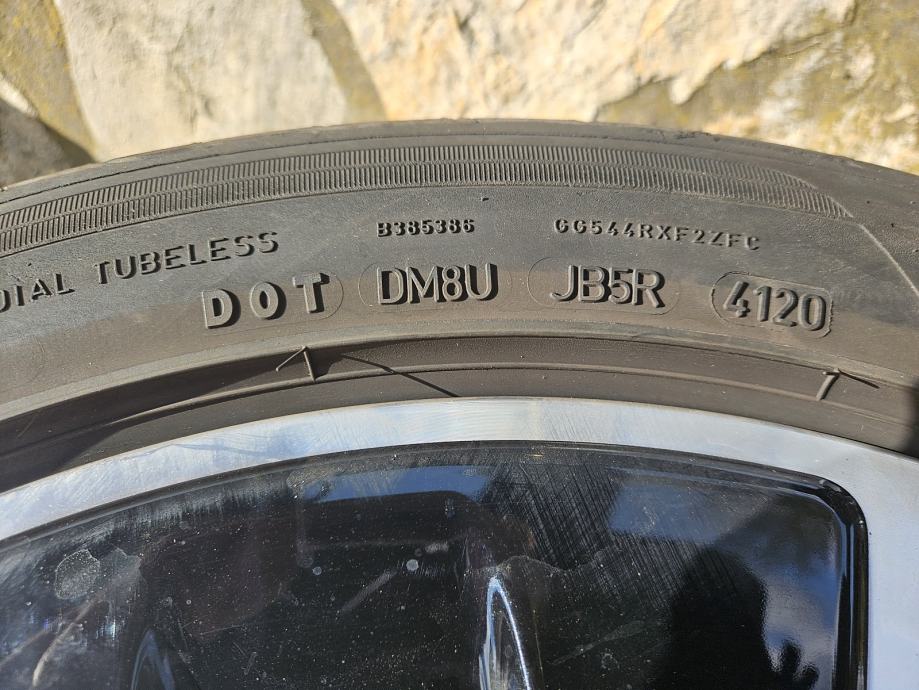 DIAL TUBELESS
B385386 GG544RXF2ZFC
DOT DM8U JB5R 4120